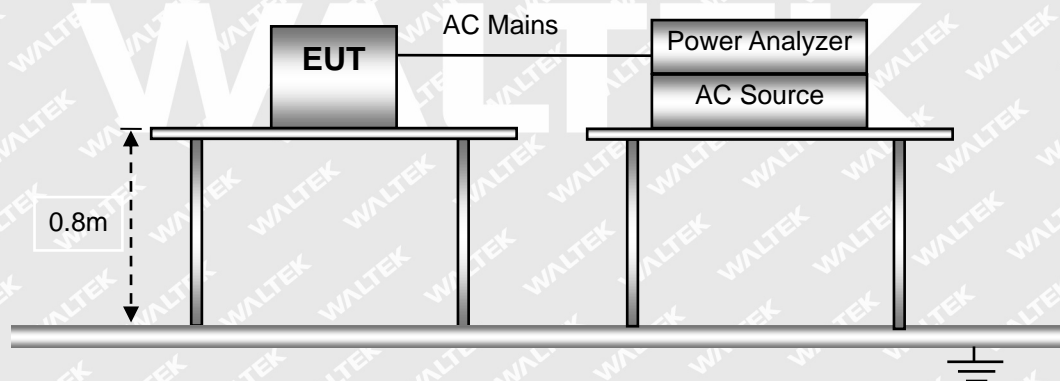 WALTEK
AC Mains
EUT
Power Analyzer
AC Source
0.8m